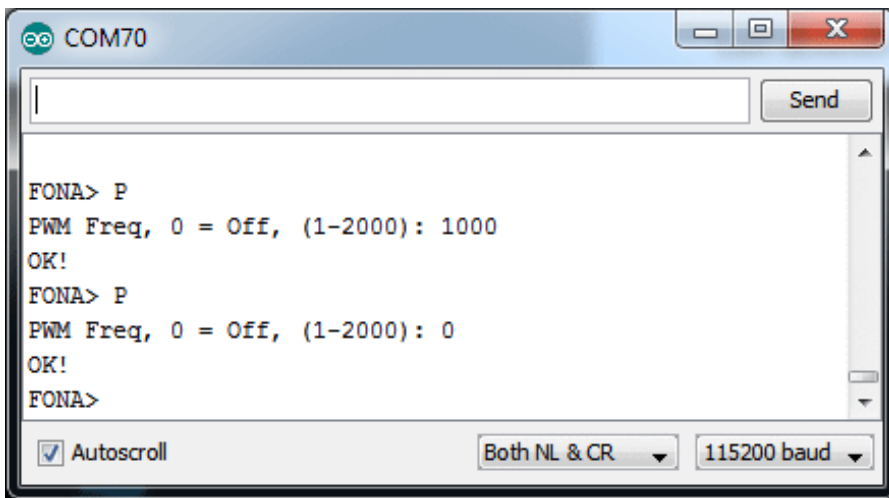 COM70
Send
FONA> P
PWM Freq, 0 = Off, (1-2000): 1000
OK!
FONA> P
PWM Freq, 0 = Off, (1-2000): 0
OK!
FONA>
Autoscroll
Both NL & CR
115200 baud